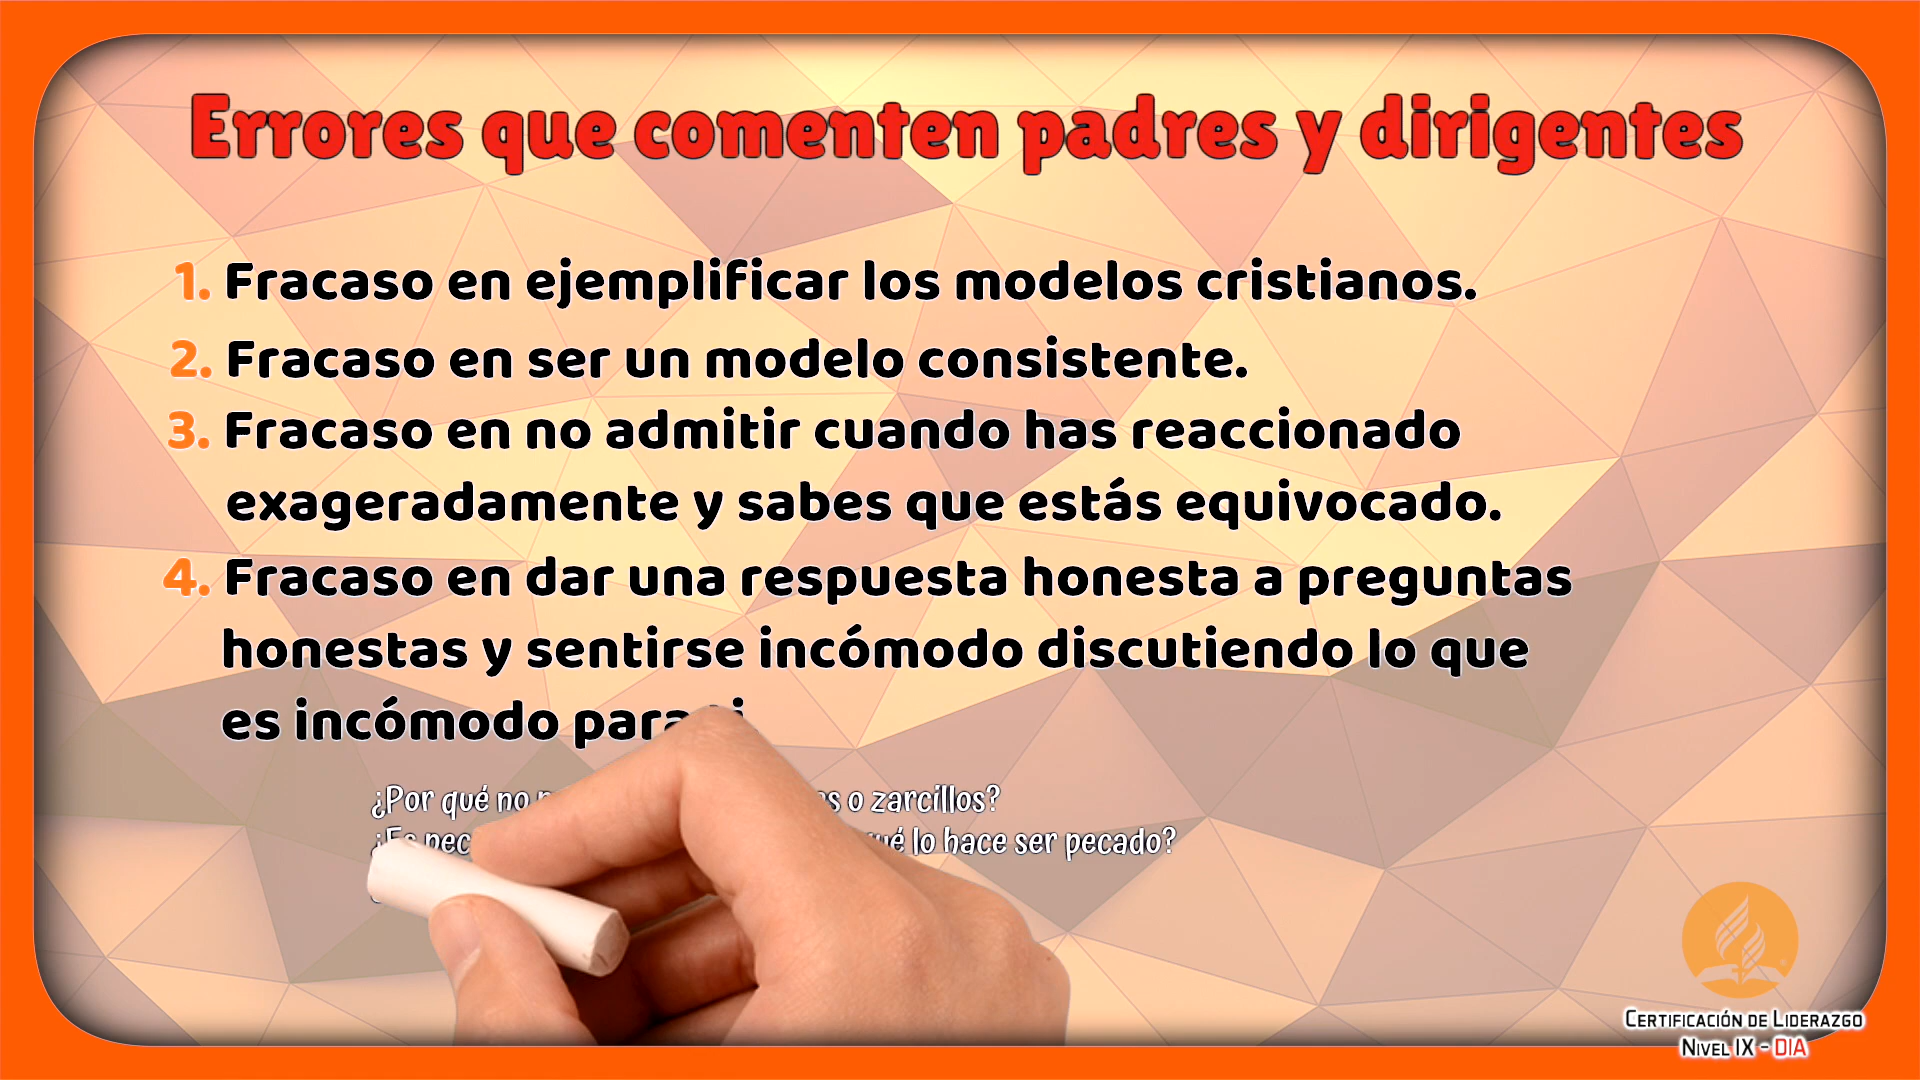 Errores que comenten padres y dirigentes
1. Fracaso en ejemplificar los modelos cristianos.
2. Fracaso en ser un modelo consistente.
3. Fracaso en no admitir cuando has reaccionado
exageradamente y sabes que estás equivocado.
4. Fracaso en dar una respuesta honesta a preguntas
honestas y sentirse incómodo discutiendo lo que
es incómodo para
¿Por qué no o zarcillos?
lo hace ser pecado?
Certificación de Liderazgo
Nivel IX - DIA